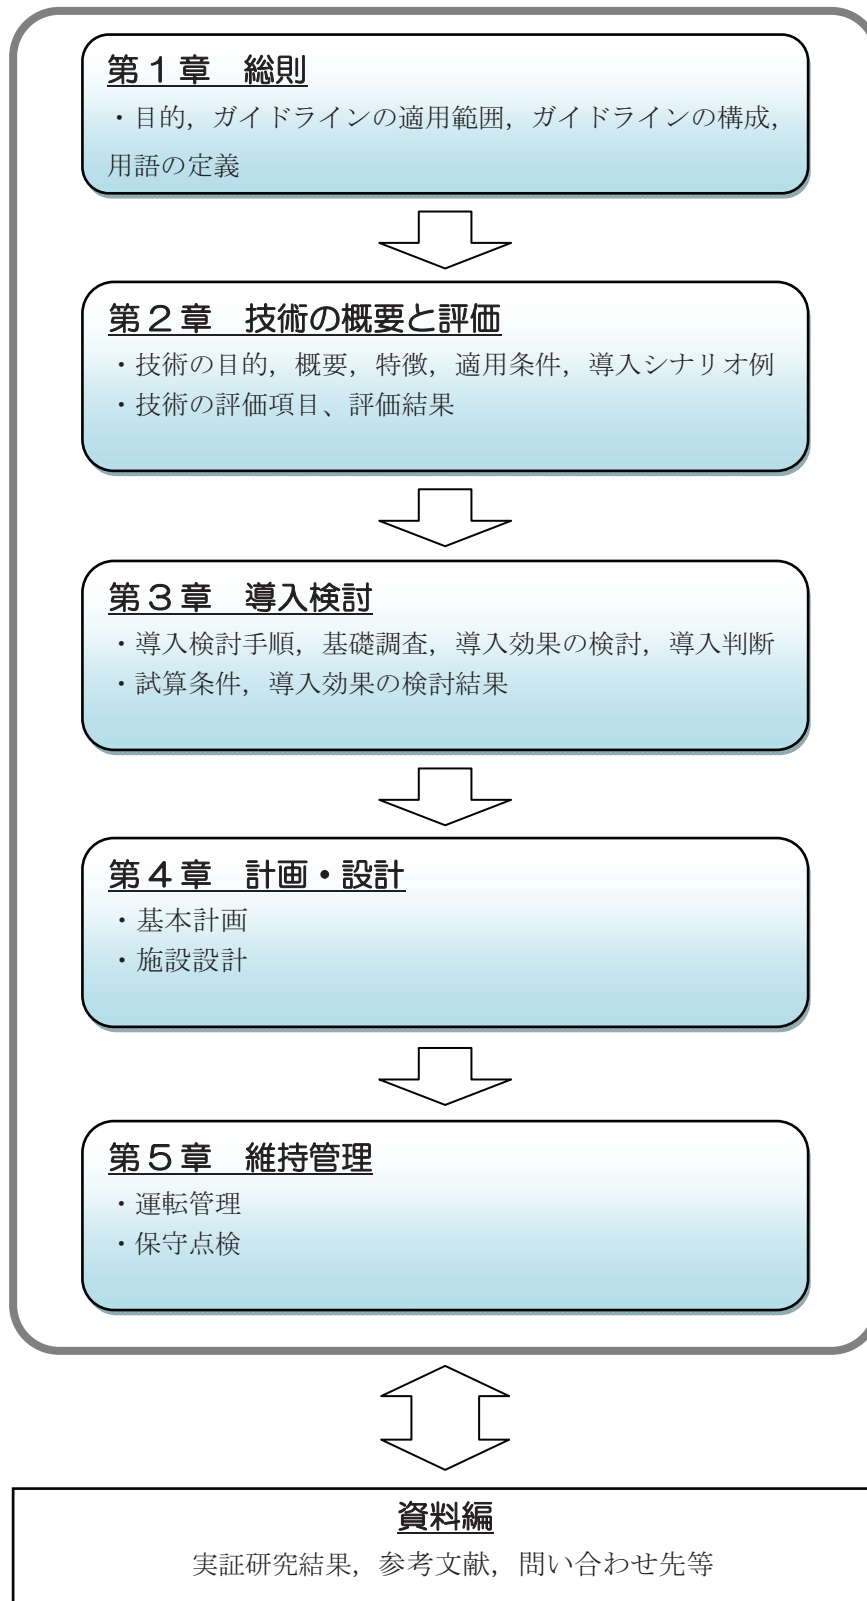 第1章　総則
・目的，ガイドラインの適用範囲，ガイドラインの構成，
用語の定義
第2章　技術の概要と評価
・技術の目的，概要，特徴，適用条件，導入シナリオ例
・技術の評価項目、評価結果
第3章　導入検討
・導入検討手順，基礎調査，導入効果の検討，導入判断
・試算条件，導入効果の検討結果
第4章　計画・設計
・基本計画
・施設設計
第5章　維持管理
・運転管理
・保守点検
資料編
実証研究結果，参考文献，問い合わせ先等